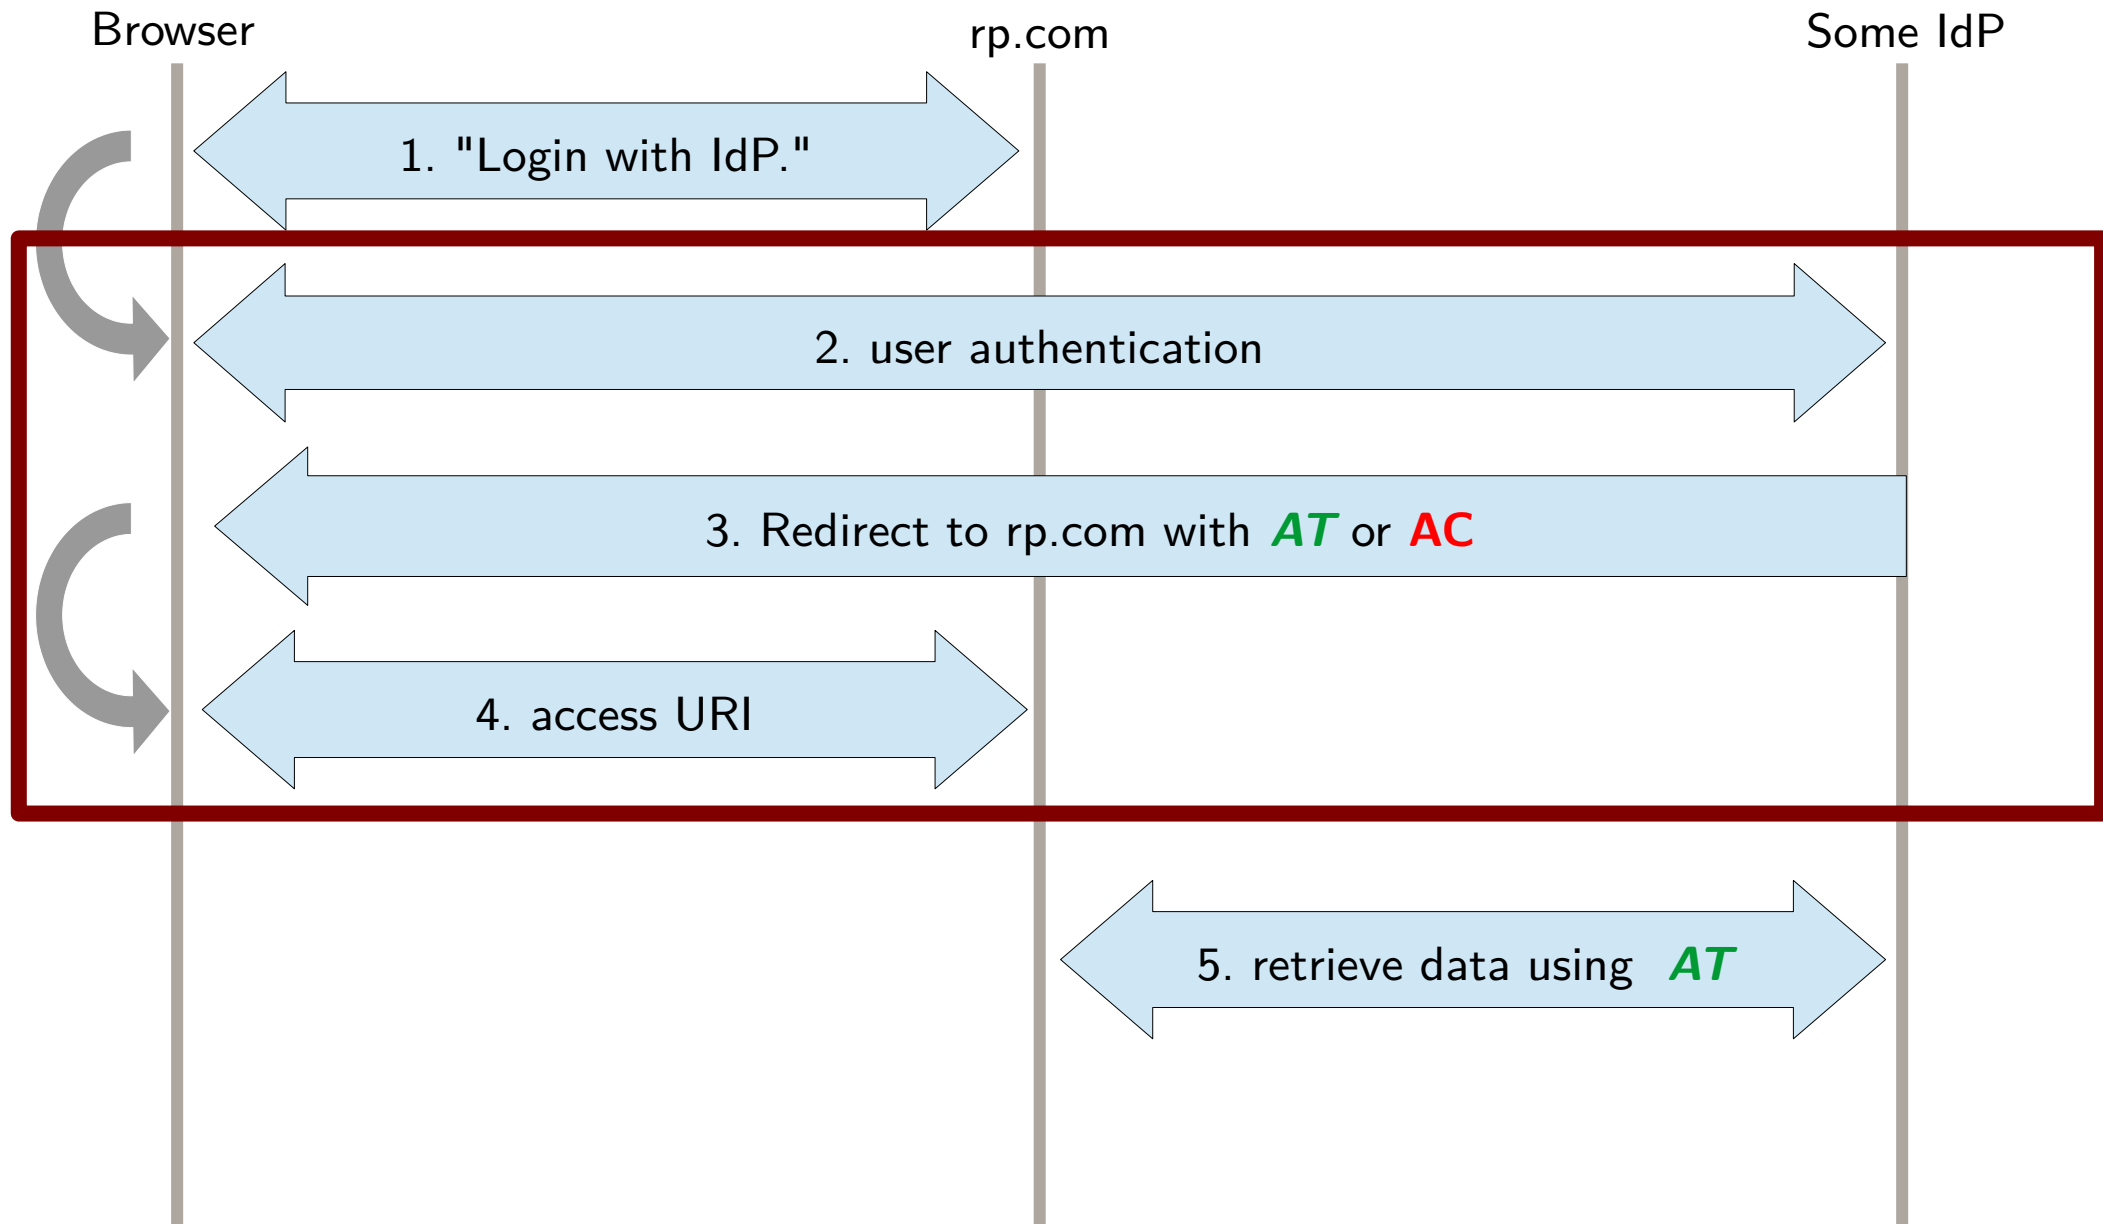 Browser
rp.com
Some IdP
1. "Login with IdP."
2. user authentication
3. Redirect to rp.com with AT or AC
4. access URI
5. retrieve data using AT